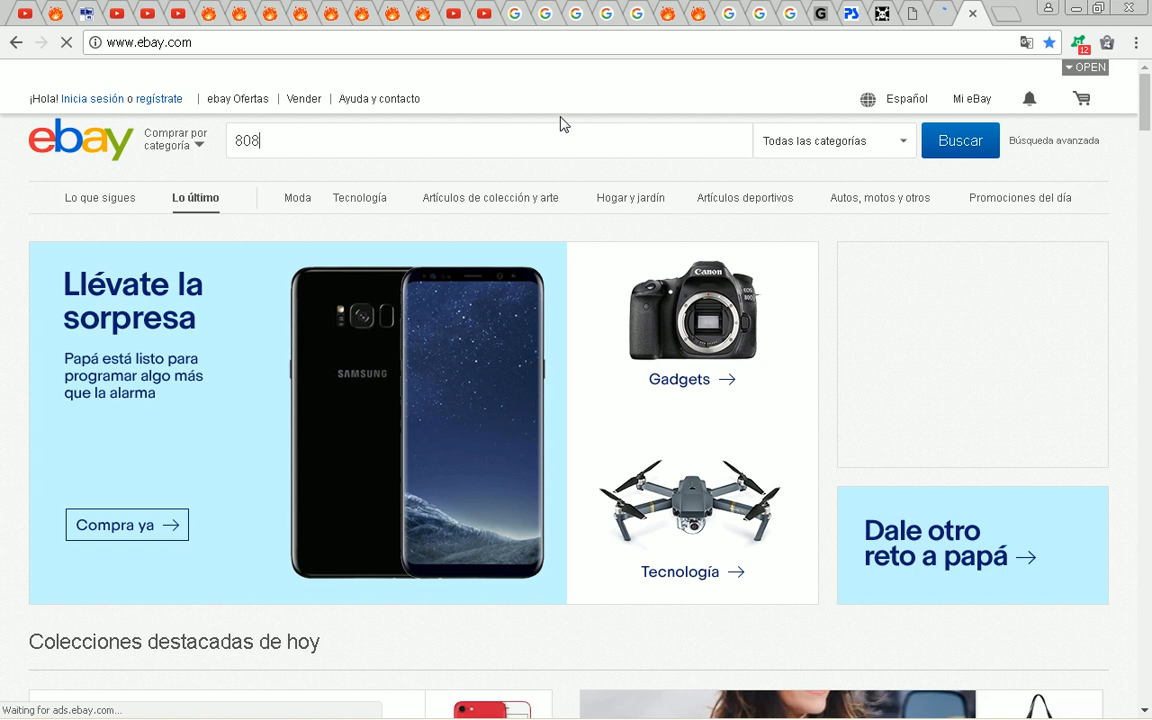 www.ebay.com
12
OPEN
¡Hola! Inicia sesión o regístrate | ebay Ofertas | Vender | Ayuda y contacto
Español Mi eBay
ebay
Comprar por
categoría
808
Todas las categorías
Buscar
Búsqueda avanzada
Lo que sigues Lo último Moda Tecnología Artículos de colección y arte Hogar y jardín Artículos deportivos Autos, motos y otros Promociones del día
Llévate la
sorpresa
Papá está listo para
programar algo más
que la alarma
Compra ya
SAMSUNG
Canon
Gadgets
Tecnología
Dale otro
reto a papá
Colecciones destacadas de hoy
Waiting for ads.ebay.com...